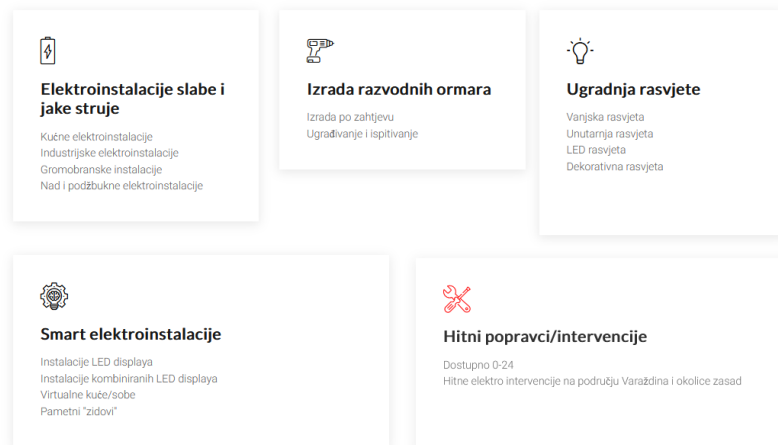 Elektroinstalacije slabe i
jake struje
Kućne elektroinstalacije
Industrijske elektroinstalacije
Gromobranske instalacije
Nad i podžbukne elektroinstalacije
Izrada razvodnih ormara
Izrada po zahtjevu
Ugrađivanje i ispitivanje
Ugradnja rasvjete
Vanjska rasvjeta
Unutarnja rasvjeta
LED rasvjeta
Dekorativna rasvjeta
Smart elektroinstalacije
Instalacije LED displaya
Instalacije kombiniranih LED displaya
Virtualne kuće/sobe
Pametni "zidovi"
Hitni popravci/intervencije
Dostupno 0-24
Hitne elektro intervencije na području Varaždina i okolice zasad